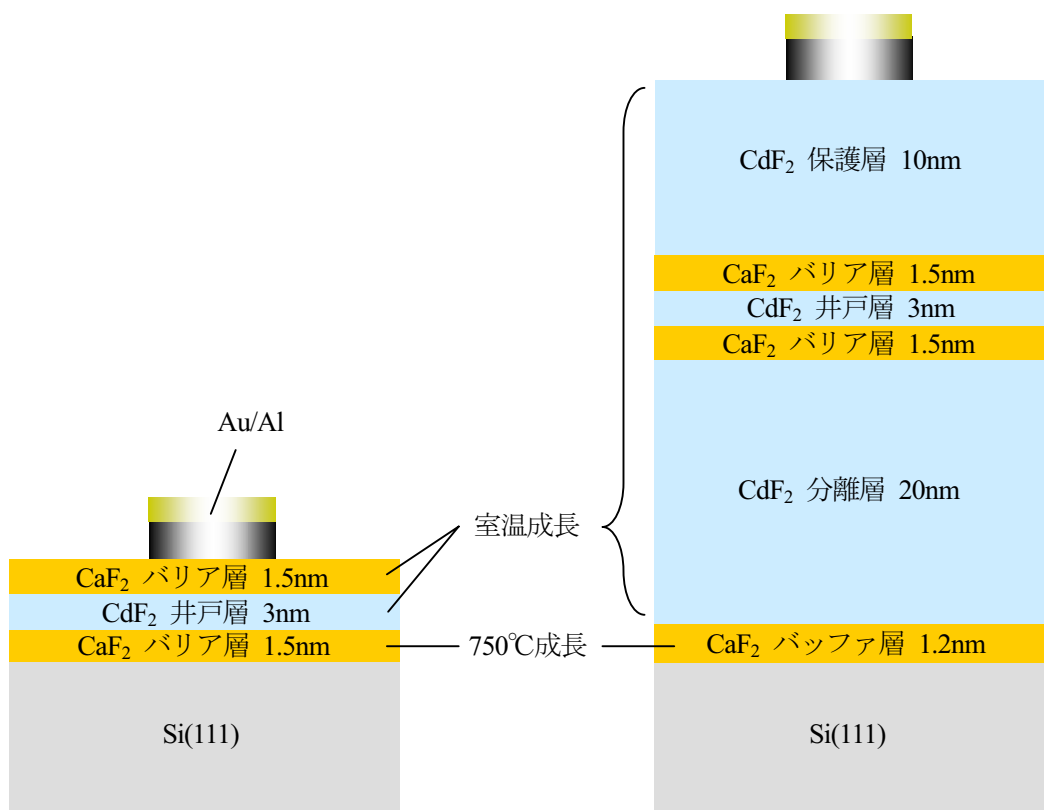 Au/Al
室温成長
CaF₂ バリア層 1.5nm
CdF₂ 井戸層 3nm
CaF₂ バリア層 1.5nm
750℃成長
Si(111)
CdF₂ 保護層 10nm
CaF₂ バリア層 1.5nm
CdF₂ 井戸層 3nm
CaF₂ バリア層 1.5nm
CdF₂ 分離層 20nm
CaF₂ バッファ層 1.2nm
Si(111)